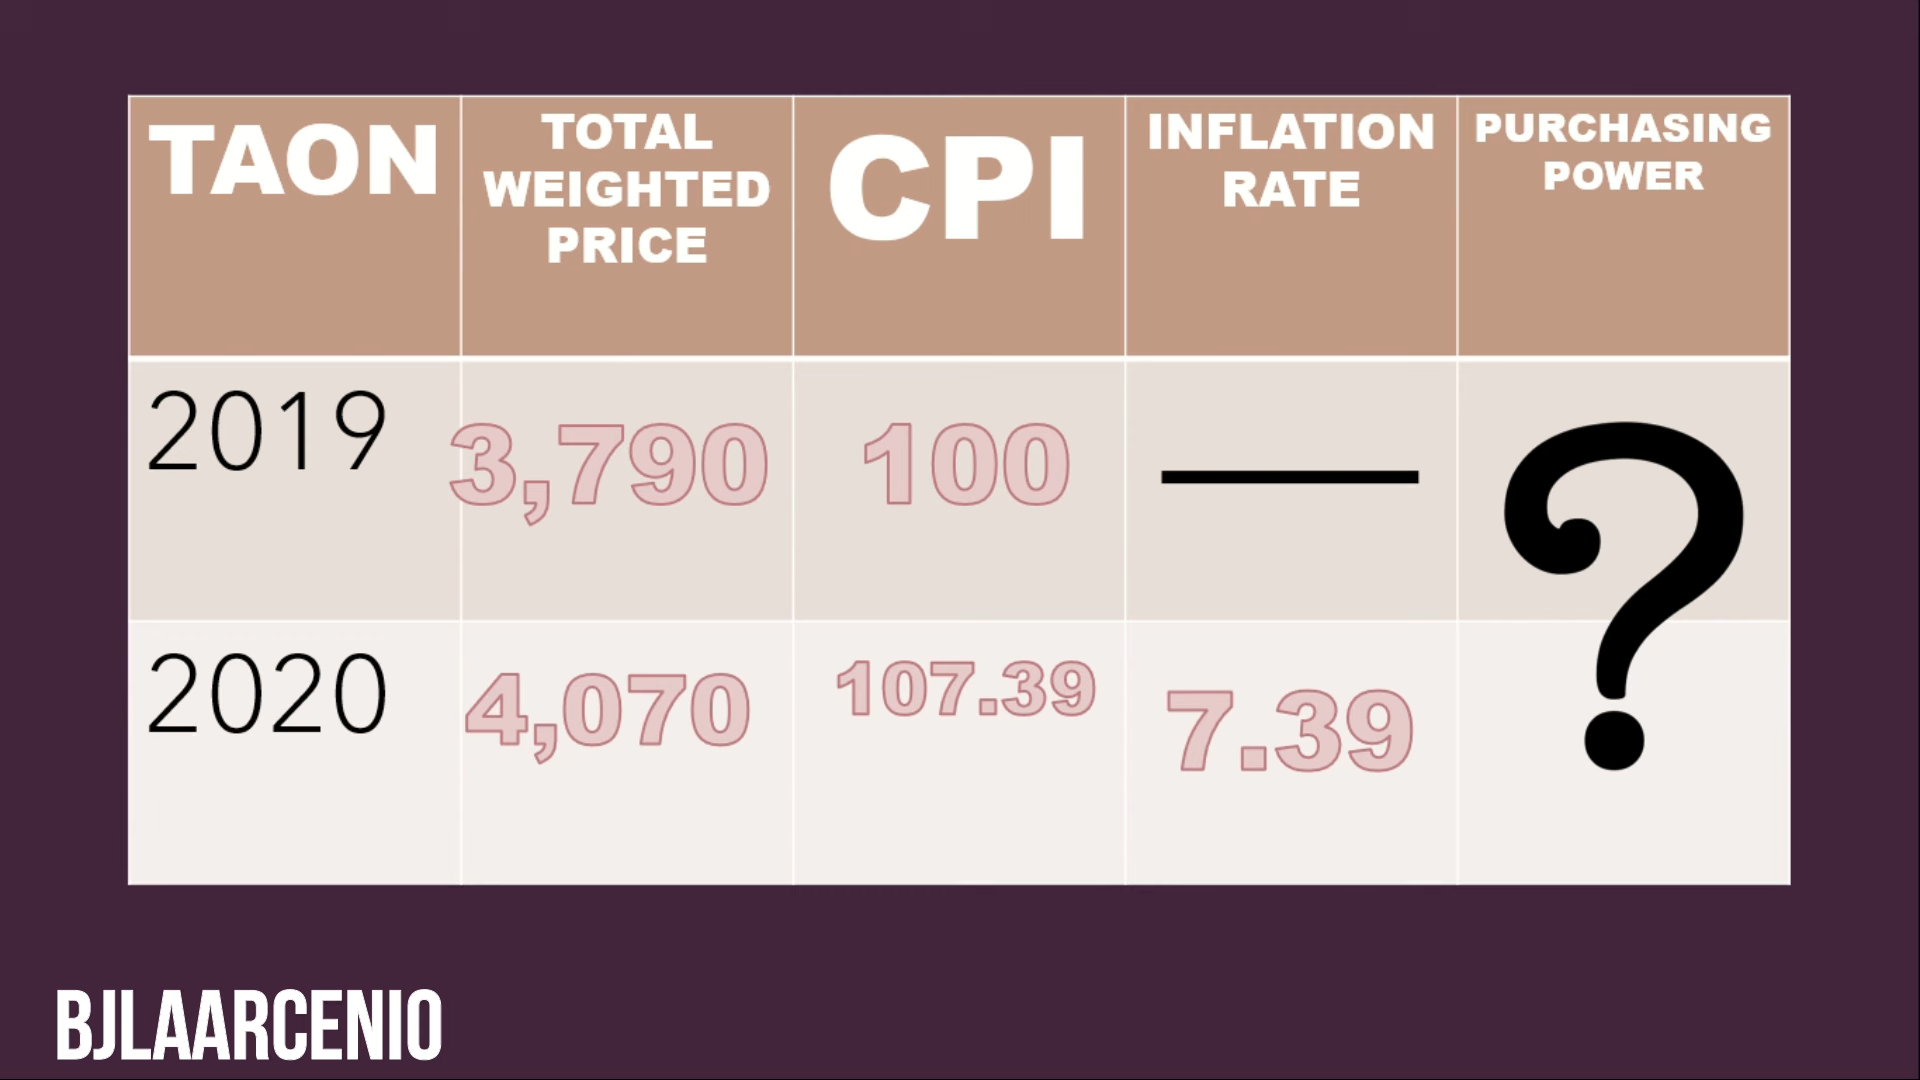 TAON
TOTAL
WEIGHTED
PRICE
CPI
INFLATION
RATE
PURCHASING
POWER
2019
3,790
100
—
?
2020
4,070
107.39
7.39
BJLAARCENIO